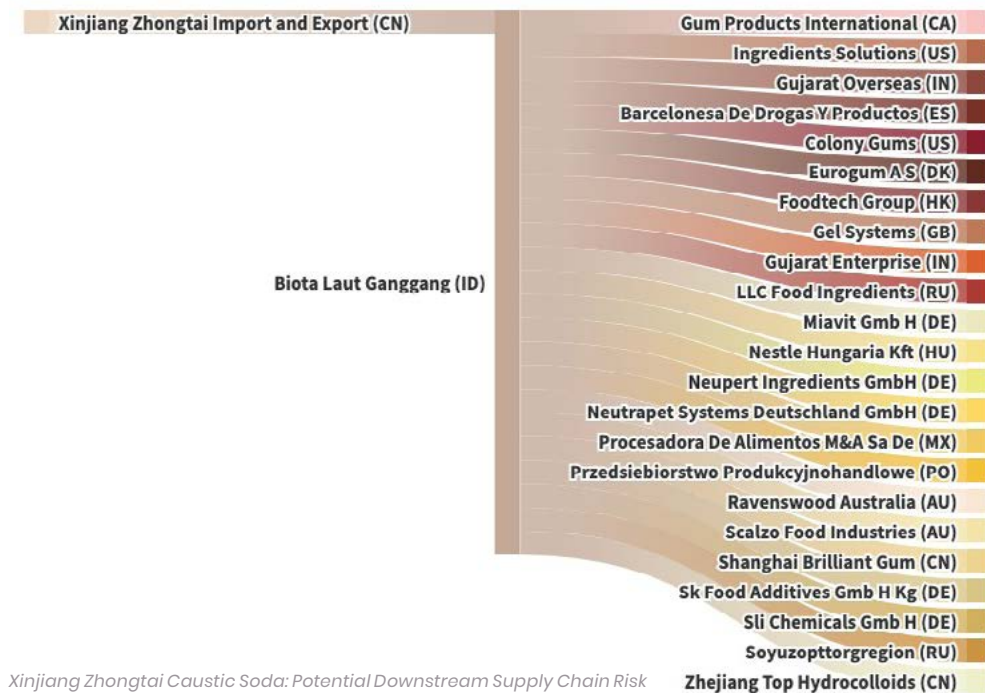 Xinjiang Zhongtai Import and Export (CN)
Biota Laut Ganggang (ID)
Gum Products International (CA)
Ingredients Solutions (US)
Gujarat Overseas (IN)
Barcelonesa De Drogas Y Productos (ES)
Colony Gums (US)
Eurogum A S (DK)
Foodtech Group (HK)
Gel Systems (GB)
Gujarat Enterprise (IN)
LLC Food Ingredients (RU)
Miavit Gmb H (DE)
Nestle Hungaria Kft (HU)
Neupert Ingredients GmbH (DE)
Neutrapet Systems Deutschland GmbH (DE)
Procesadora De Alimentos M&A Sa De (MX)
Przedsiebiorstwo Produkcyjnohandlowe (PO)
Ravenswood Australia (AU)
Scalzo Food Industries (AU)
Shanghai Brilliant Gum (CN)
Sk Food Additives Gmb H Kg (DE)
Sli Chemicals Gmb H (DE)
Soyuzopttorgregion (RU)
Zhejiang Top Hydrocolloids (CN)
Xinjiang Zhongtai Caustic Soda: Potential Downstream Supply Chain Risk